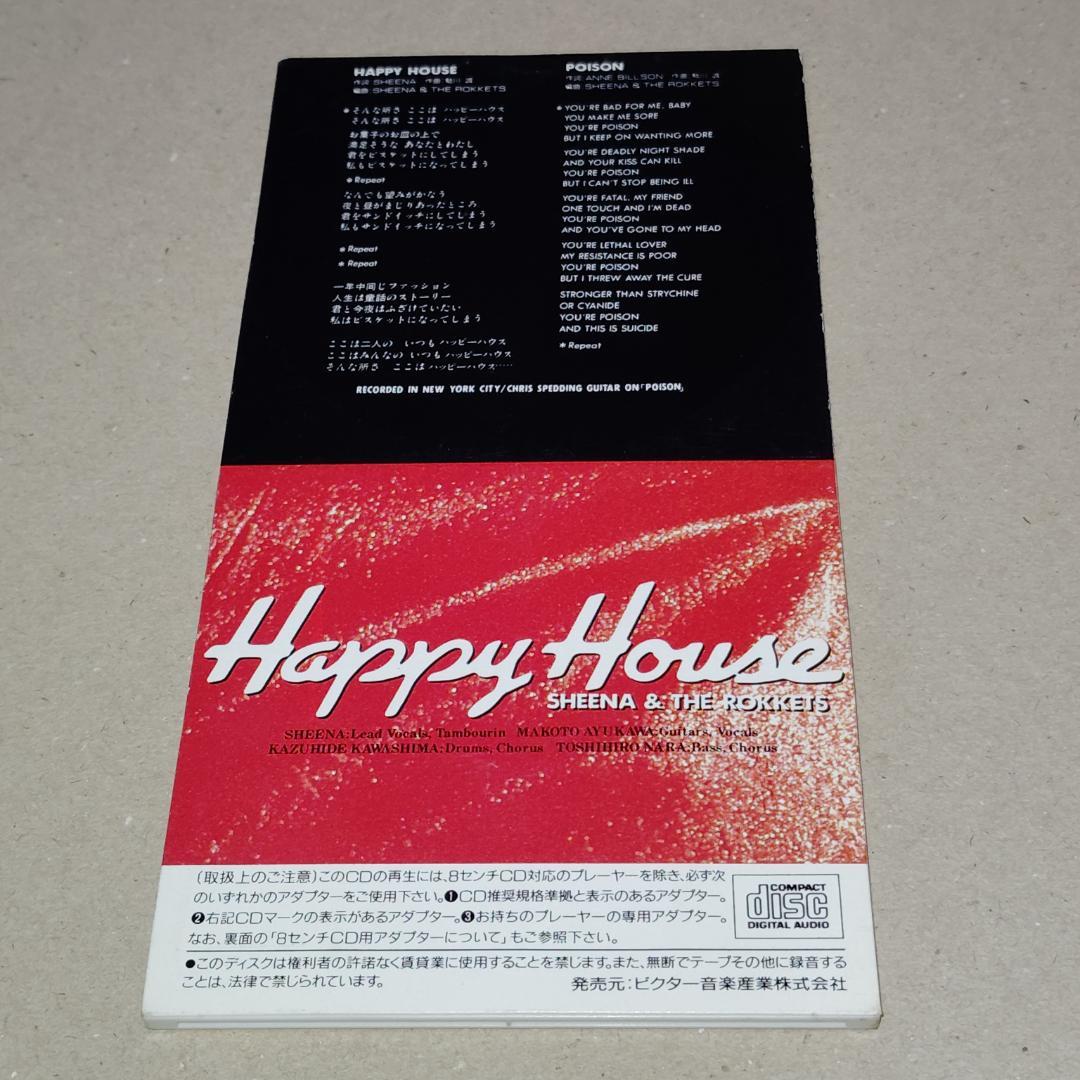 HAPPY HOUSE
作詞 SHEENA 作曲 鮎川 誠
編曲 SHEENA & THE ROKKETS
＊そんな所さ ここは ハッピーハウス
そんな所さ ここは ハッピーハウス
お菓子のお皿の上で
満足そうな あなたとわたし
君をビスケットにしてしまう
私もビスケットになってしまう
＊Repeat
なんでも望みがかなう
夜と昼がまじりあったところ
君をサンドイッチにしてしまう
私もサンドイッチになってしまう
＊Repeat
＊Repeat
一年中同じファッション
人生は童話のストーリー
君と今夜はふざけていたい
私はビスケットになってしまう
ここは二人の いつも ハッピーハウス
ここはみんなの いつも ハッピーハウス
そんな所さ ここは ハッピーハウス……
POISON
作詞 ANNE BILLSON 作曲 鮎川 誠
編曲 SHEENA & THE ROKKETS
＊YOU'RE BAD FOR ME, BABY
YOU MAKE ME SORE
YOU'RE POISON
BUT I KEEP ON WANTING MORE
YOU'RE DEADLY NIGHT SHADE
AND YOUR KISS CAN KILL
YOU'RE POISON
BUT I CAN'T STOP BEING ILL
YOU'RE FATAL, MY FRIEND
ONE TOUCH AND I'M DEAD
YOU'RE POISON
AND YOU'VE GONE TO MY HEAD
YOU'RE LETHAL LOVER
MY RESISTANCE IS POOR
YOU'RE POISON
BUT I THREW AWAY THE CURE
STRONGER THAN STRYCHINE
OR CYANIDE
YOU'RE POISON
AND THIS IS SUICIDE
＊Repeat
RECORDED IN NEW YORK CITY/CHRIS SPEDDING GUITAR ON「POISON」
Happy House
SHEENA & THE ROKKETS
SHEENA:Lead Vocals, Tambourin MAKOTO AYUKAWA:Guitars, Vocals
KAZUHIDE KAWASHIMA:Drums, Chorus TOSHIHIRO NARA:Bass, Chorus
(取扱上のご注意)このCDの再生には、8センチCD対応のプレーヤーを除き、必ず次
のいずれかのアダプターをご使用下さい。❶CD推奨規格準拠と表示のあるアダプター。
❷右記CDマークの表示があるアダプター。❸お持ちのプレーヤーの専用アダプター。
なお、裏面の「8センチCD用アダプターについて」もご参照下さい。
COMPACT
disc
DIGITAL AUDIO
●このディスクは権利者の許諾なく賃貸業に使用することを禁じます。また、無断でテープその他に録音する
ことは、法律で禁じられています。
発売元:ビクター音楽産業株式会社